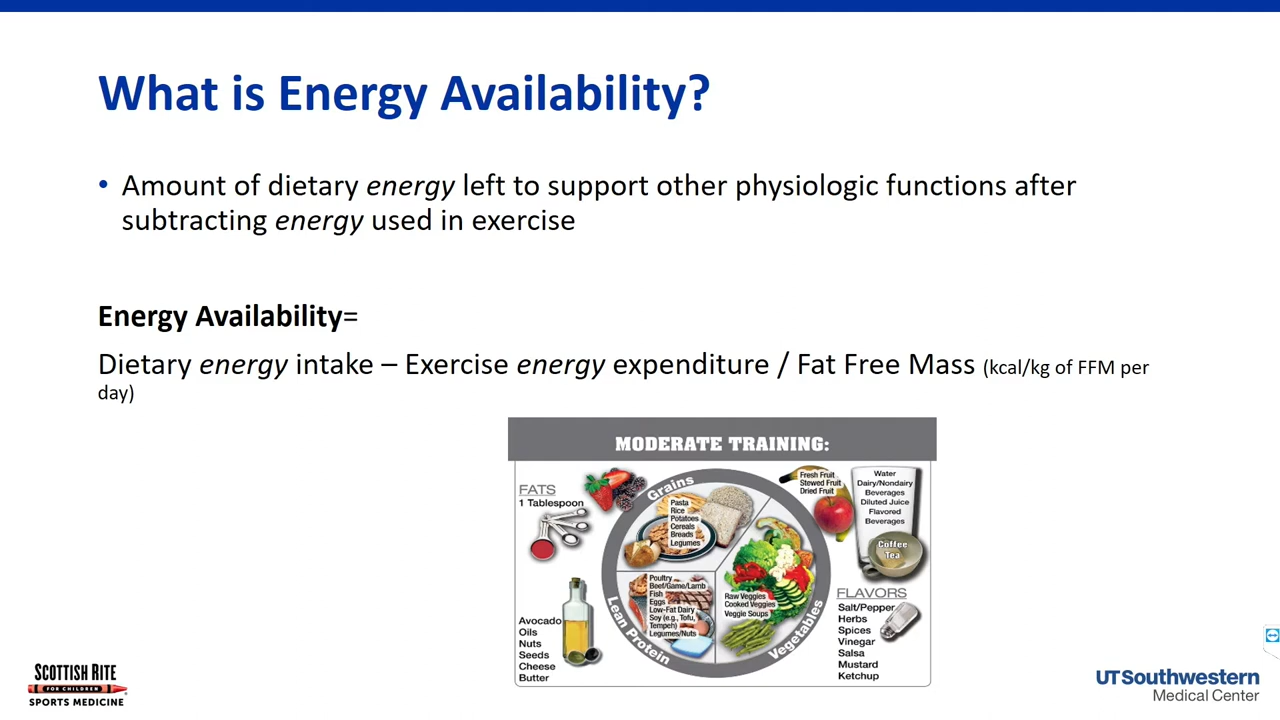 What is Energy Availability?
• Amount of dietary energy left to support other physiologic functions after
subtracting energy used in exercise
Energy Availability=
Dietary energy intake – Exercise energy expenditure / Fat Free Mass (kcal/kg of FFM per
day)
MODERATE TRAINING:
FATS
1 Tablespoon
Avocado
Oils
Nuts
Seeds
Cheese
Butter
Grains
Pasta
Rice
Potatoes
Cereals
Breads
Legumes
Lean Protein
Poultry
Beef/Game/Lamb
Fish
Eggs
Low-Fat Dairy
Soy (e.g., Tofu,
Tempeh)
Legumes/Nuts
Vegetables
Raw Veggies
Cooked Veggies
Veggie Soups
Fresh Fruit
Stewed Fruit
Dried Fruit
Water
Dairy/Nondairy
Beverages
Diluted Juice
Flavored
Beverages
Coffee
Tea
FLAVORS
Salt/Pepper
Herbs
Spices
Vinegar
Salsa
Mustard
Ketchup
SCOTTISH RITE
FOR CHILDREN
SPORTS MEDICINE
UTSouthwestern
Medical Center